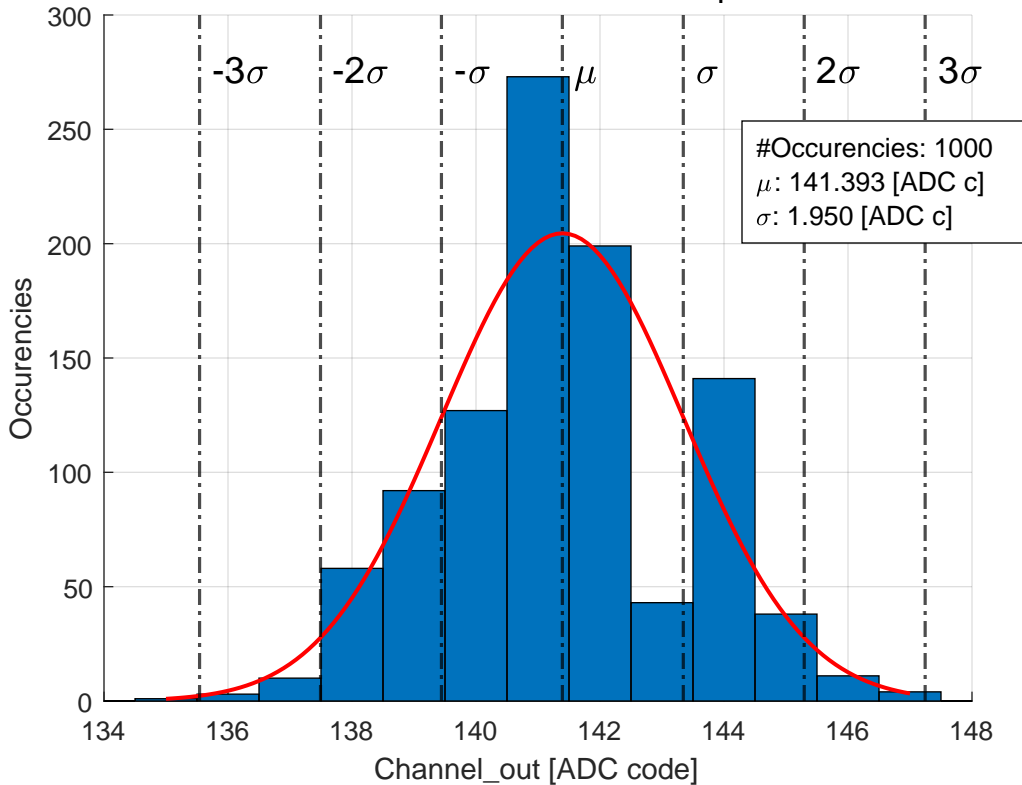 300
250
200
150
100
50
0
Occurencies
-3σ
-2σ
-σ
μ
σ
2σ
3σ
#Occurencies: 1000
μ: 141.393 [ADC c]
σ: 1.950 [ADC c]
134
136
138
140
142
144
146
148
Channel_out [ADC code]